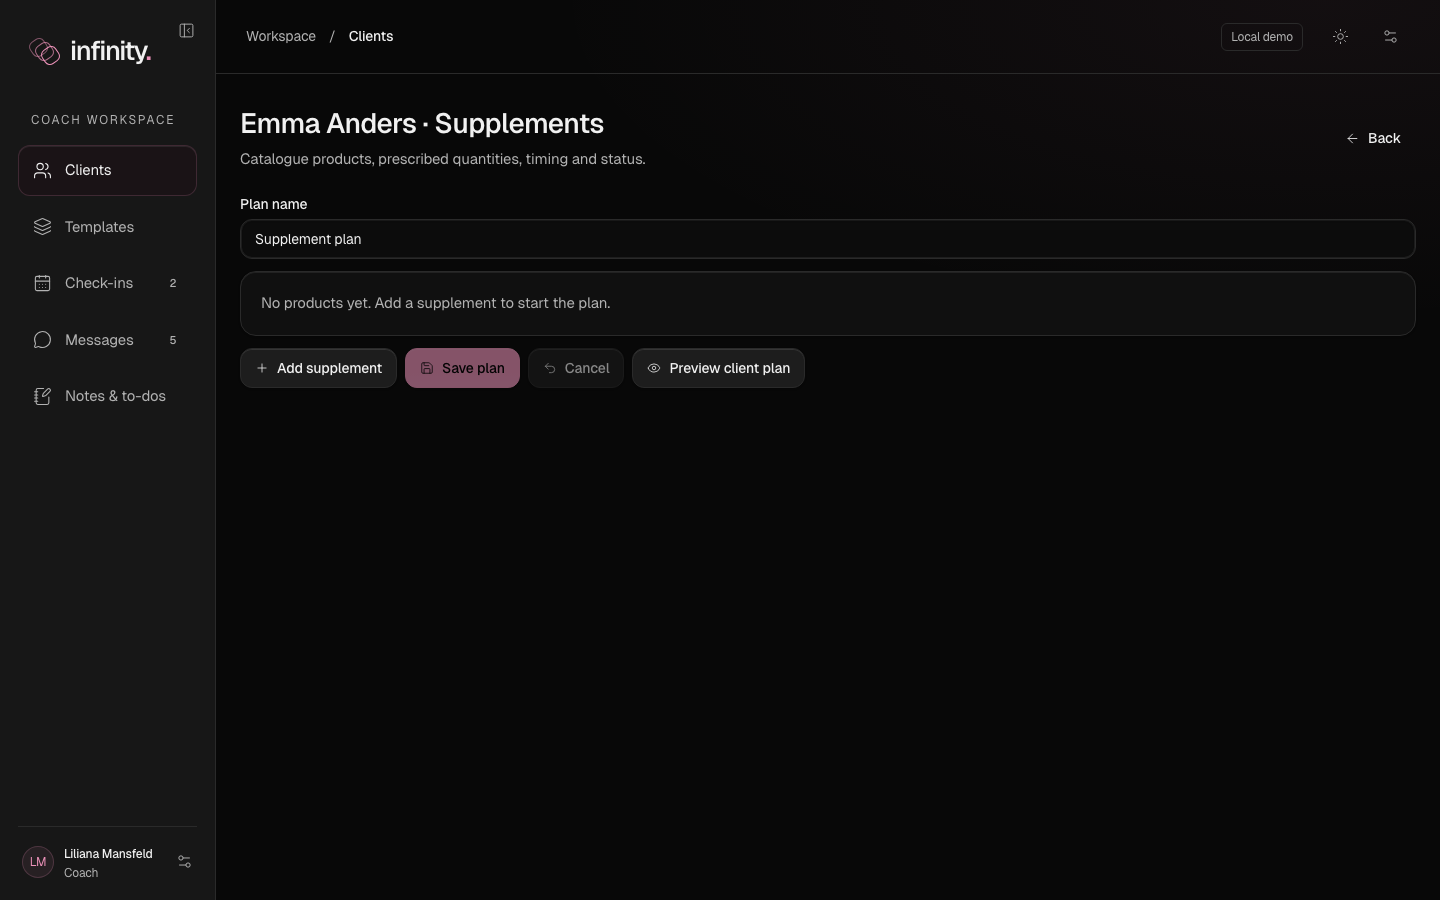 infinity.
COACH WORKSPACE
Clients
Templates
Check-ins 2
Messages 5
Notes & to-dos
LM
Liliana Mansfeld
Coach
Workspace / Clients
Local demo
Emma Anders · Supplements
Catalogue products, prescribed quantities, timing and status.
Back
Plan name
Supplement plan
No products yet. Add a supplement to start the plan.
Add supplement
Save plan
Cancel
Preview client plan